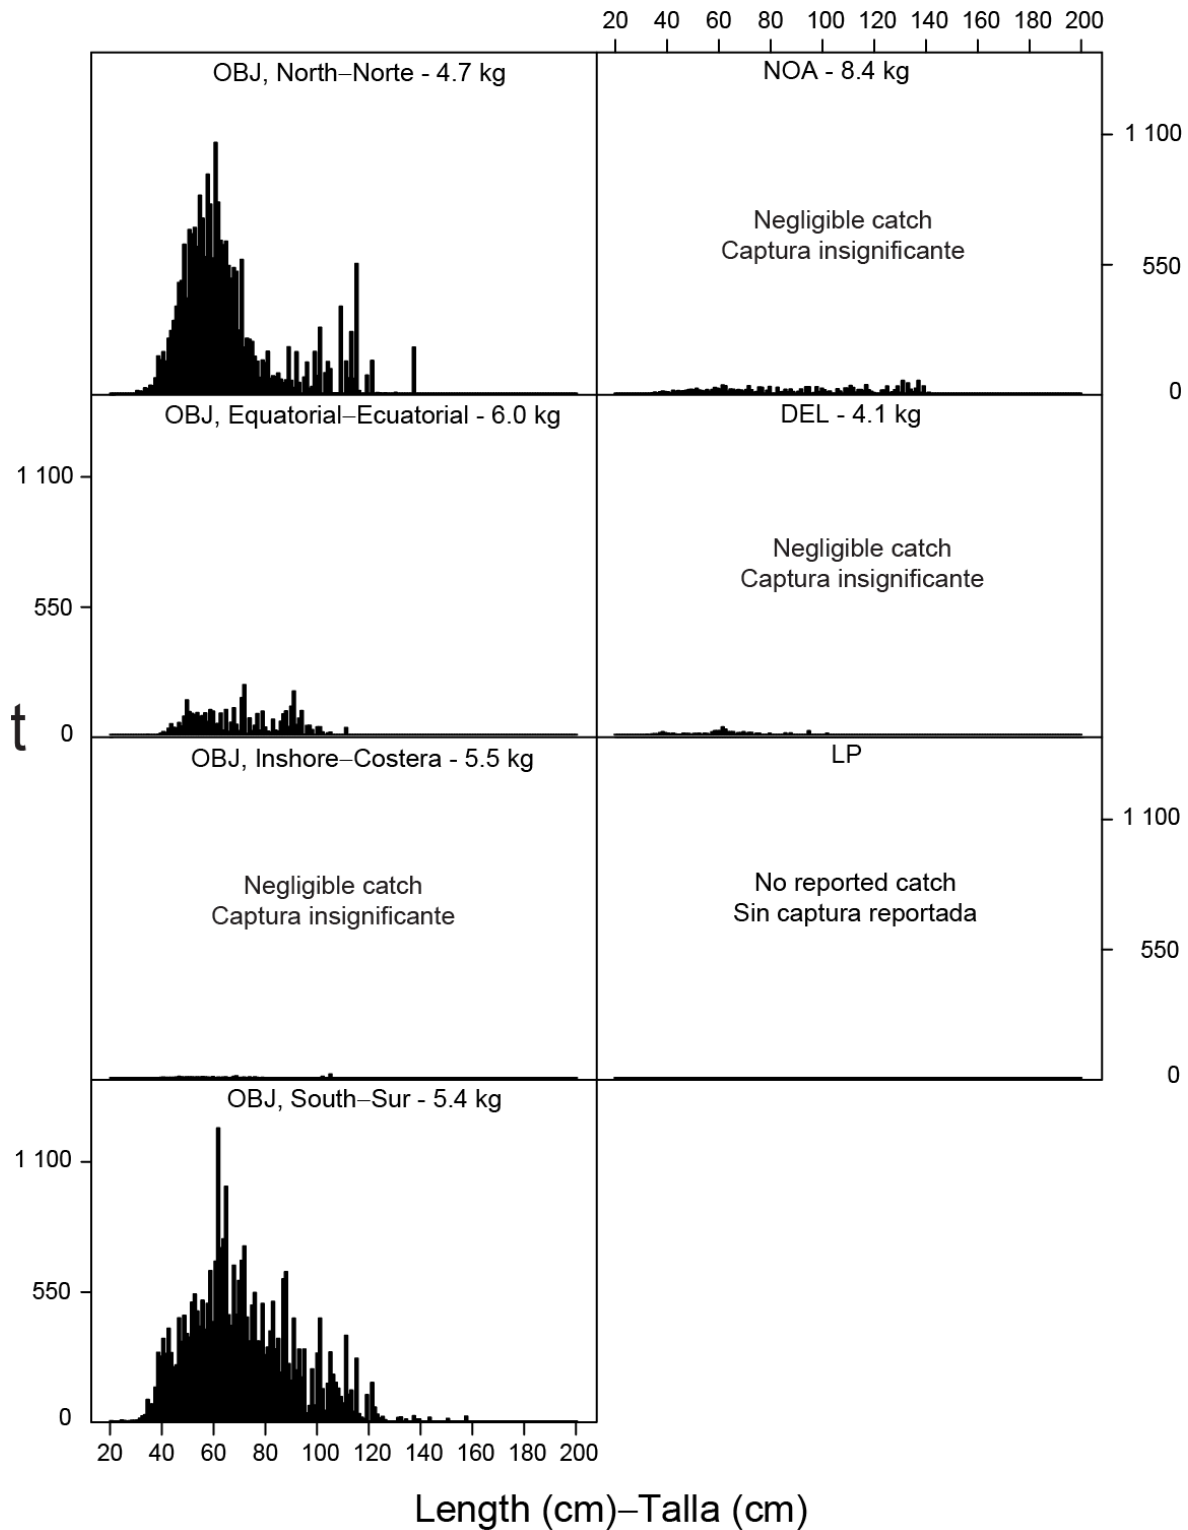 20 40 60 80 100 120 140 160 180 200
OBJ, North–Norte - 4.7 kg
NOA - 8.4 kg
1 100
Negligible catch
Captura insignificante
550
0
OBJ, Equatorial–Ecuatorial - 6.0 kg
DEL - 4.1 kg
1 100
Negligible catch
Captura insignificante
550
t
0
OBJ, Inshore–Costera - 5.5 kg
LP
1 100
Negligible catch
Captura insignificante
No reported catch
Sin captura reportada
550
0
OBJ, South–Sur - 5.4 kg
1 100
550
0
20 40 60 80 100 120 140 160 180 200
Length (cm)–Talla (cm)